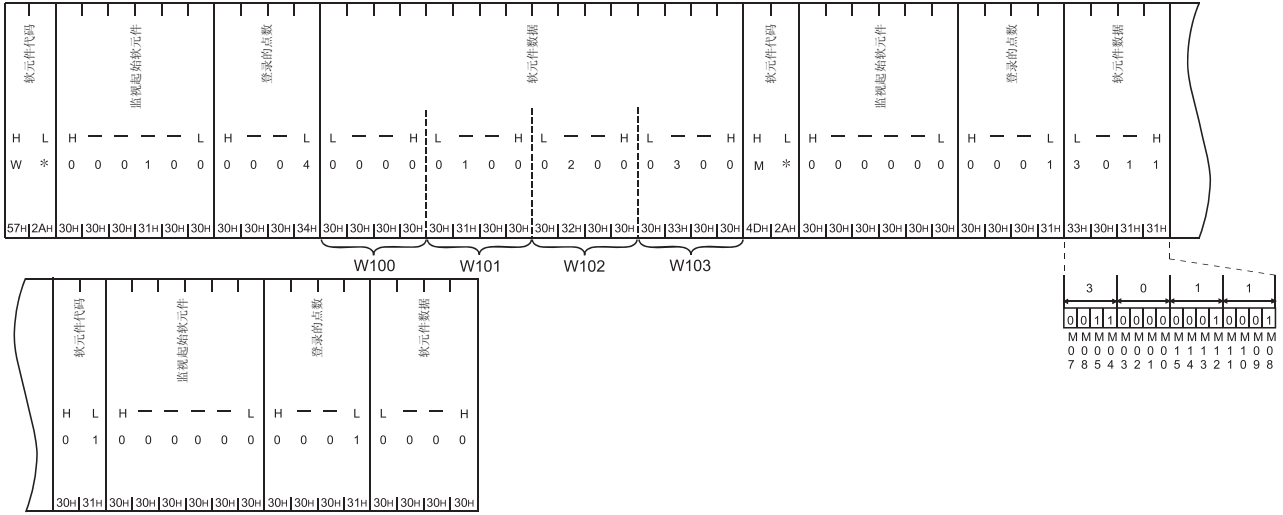 软元件代码 监视起始软元件 登录的点数 软元件数据 软元件代码 监视起始软元件 登录的点数 软元件数据
H L H L H L L H L H L H L H H L H L H L L H
W * 0 0 0 1 0 0 0 0 0 4 0 0 0 0 0 1 0 0 0 2 0 0 0 3 0 0 M * 0 0 0 0 0 0 0 0 0 1 3 0 1 1
57H 2AH 30H 30H 30H 31H 30H 30H 30H 30H 30H 34H 30H 30H 30H 30H 30H 31H 30H 30H 30H 32H 30H 30H 30H 33H 30H 30H 4DH 2AH 30H 30H 30H 30H 30H 30H 30H 30H 30H 31H 33H 30H 31H 31H
W100 W101 W102 W103
3 0 1 1
0 0 1 1 0 0 0 0 0 0 0 1 0 0 0 1
M M M M M M M M M M M M M M M M
0 0 0 0 0 0 0 0 1 1 1 1 1 1 0 0
7 8 5 4 3 2 1 0 5 4 3 2 1 0 9 8
软元件代码 监视起始软元件 登录的点数 软元件数据
H L H L H L L H
0 1 0 0 0 0 0 0 0 0 0 1 0 0 0 0
30H 31H 30H 30H 30H 30H 30H 30H 30H 30H 30H 31H 30H 30H 30H 30H